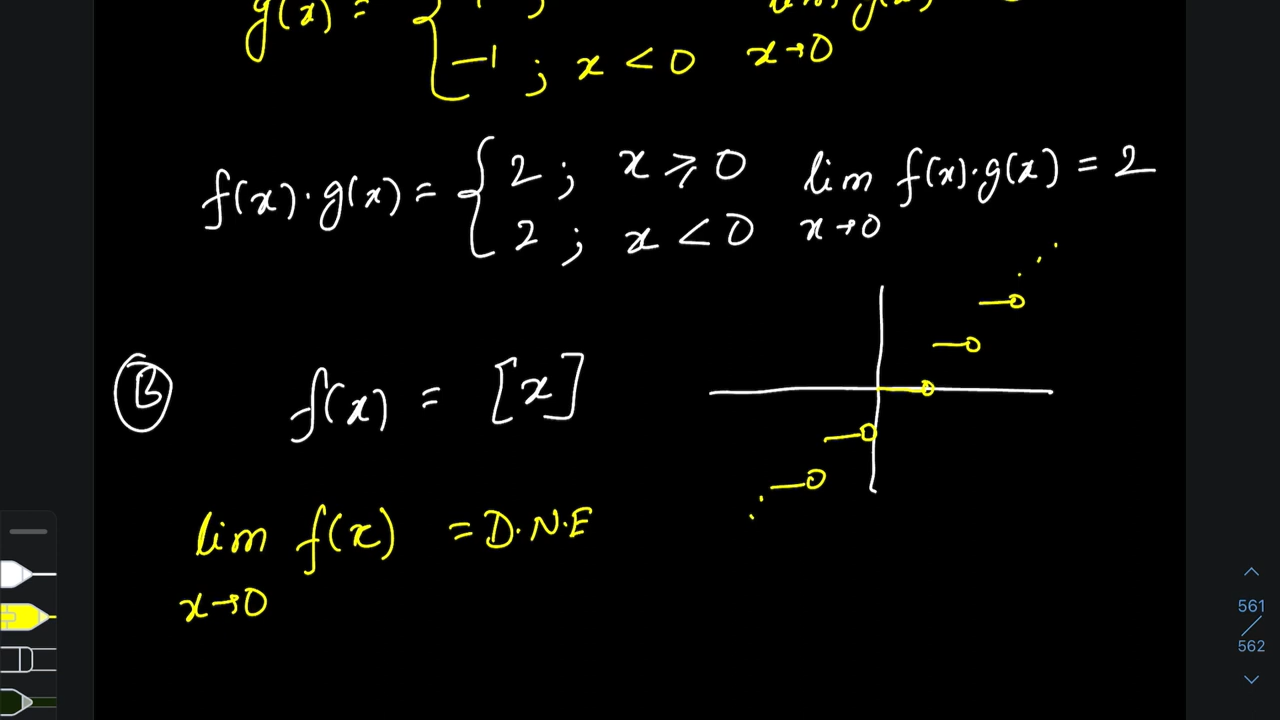 g(x) =
-1 ; x < 0 x→0
f(x)·g(x) = { 2 ; x ⩾ 0 lim f(x)·g(x) = 2
2 ; x < 0 x→0
B f(x) = [x]
lim f(x) = D.N.E
x→0
561
562